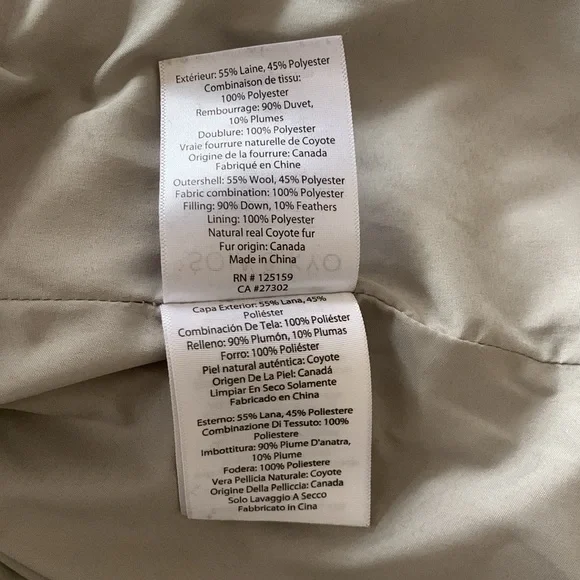 Extérieur: 55% Laine, 45% Polyester
Combinaison de tissu:
100% Polyester
Rembourrage: 90% Duvet,
10% Plumes
Doublure: 100% Polyester
Vraie fourrure naturelle de Coyote
Origine de la fourrure: Canada
Fabriqué en Chine
Outershell: 55% Wool, 45% Polyester
Fabric combination: 100% Polyester
Filling: 90% Down, 10% Feathers
Lining: 100% Polyester
Natural real Coyote fur
Fur origin: Canada
Made in China
RN # 125159
CA #27302
Capa Exterior: 55% Lana, 45%
Poliéster
Combinación De Tela: 100% Poliéster
Relleno: 90% Plumón, 10% Plumas
Forro: 100% Poliéster
Piel natural auténtica: Coyote
Origen De La Piel: Canadá
Limpiar En Seco Solamente
Fabricado en China
Esterno: 55% Lana, 45% Poliestere
Combinazione Di Tessuto: 100%
Poliestere
Imbottitura: 90% Piume D'anatra,
10% Piume
Fodera: 100% Poliestere
Vera Pelliccia Naturale: Coyote
Origine Della Pelliccia: Canada
Solo Lavaggio A Secco
Fabbricato in Cina